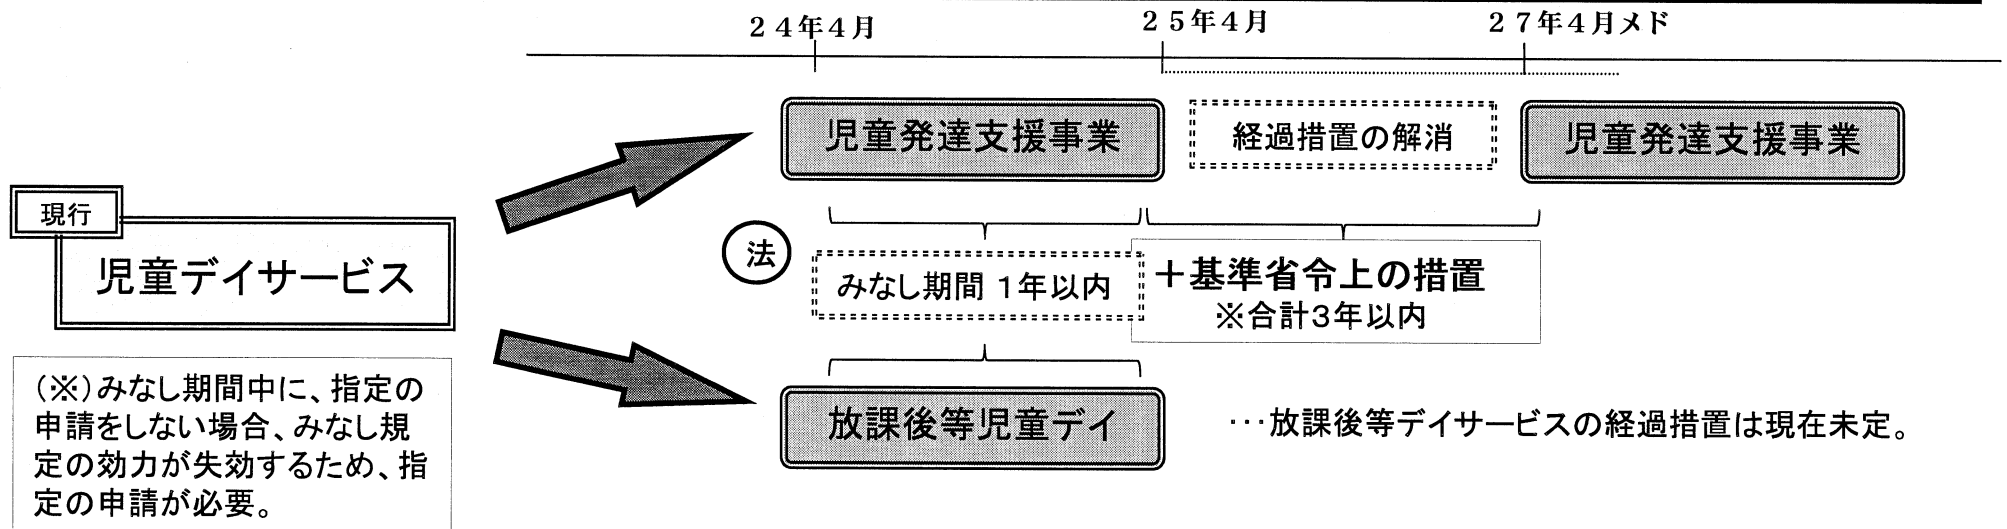 ２４年４月
２５年４月
２７年４月メド
児童発達支援事業
経過措置の解消
児童発達支援事業
現行
児童デイサービス
法
みなし期間 １年以内
＋基準省令上の措置
※合計３年以内
（※）みなし期間中に、指定の
申請をしない場合、みなし規
定の効力が失効するため、指
定の申請が必要。
放課後等児童デイ
…放課後等デイサービスの経過措置は現在未定。